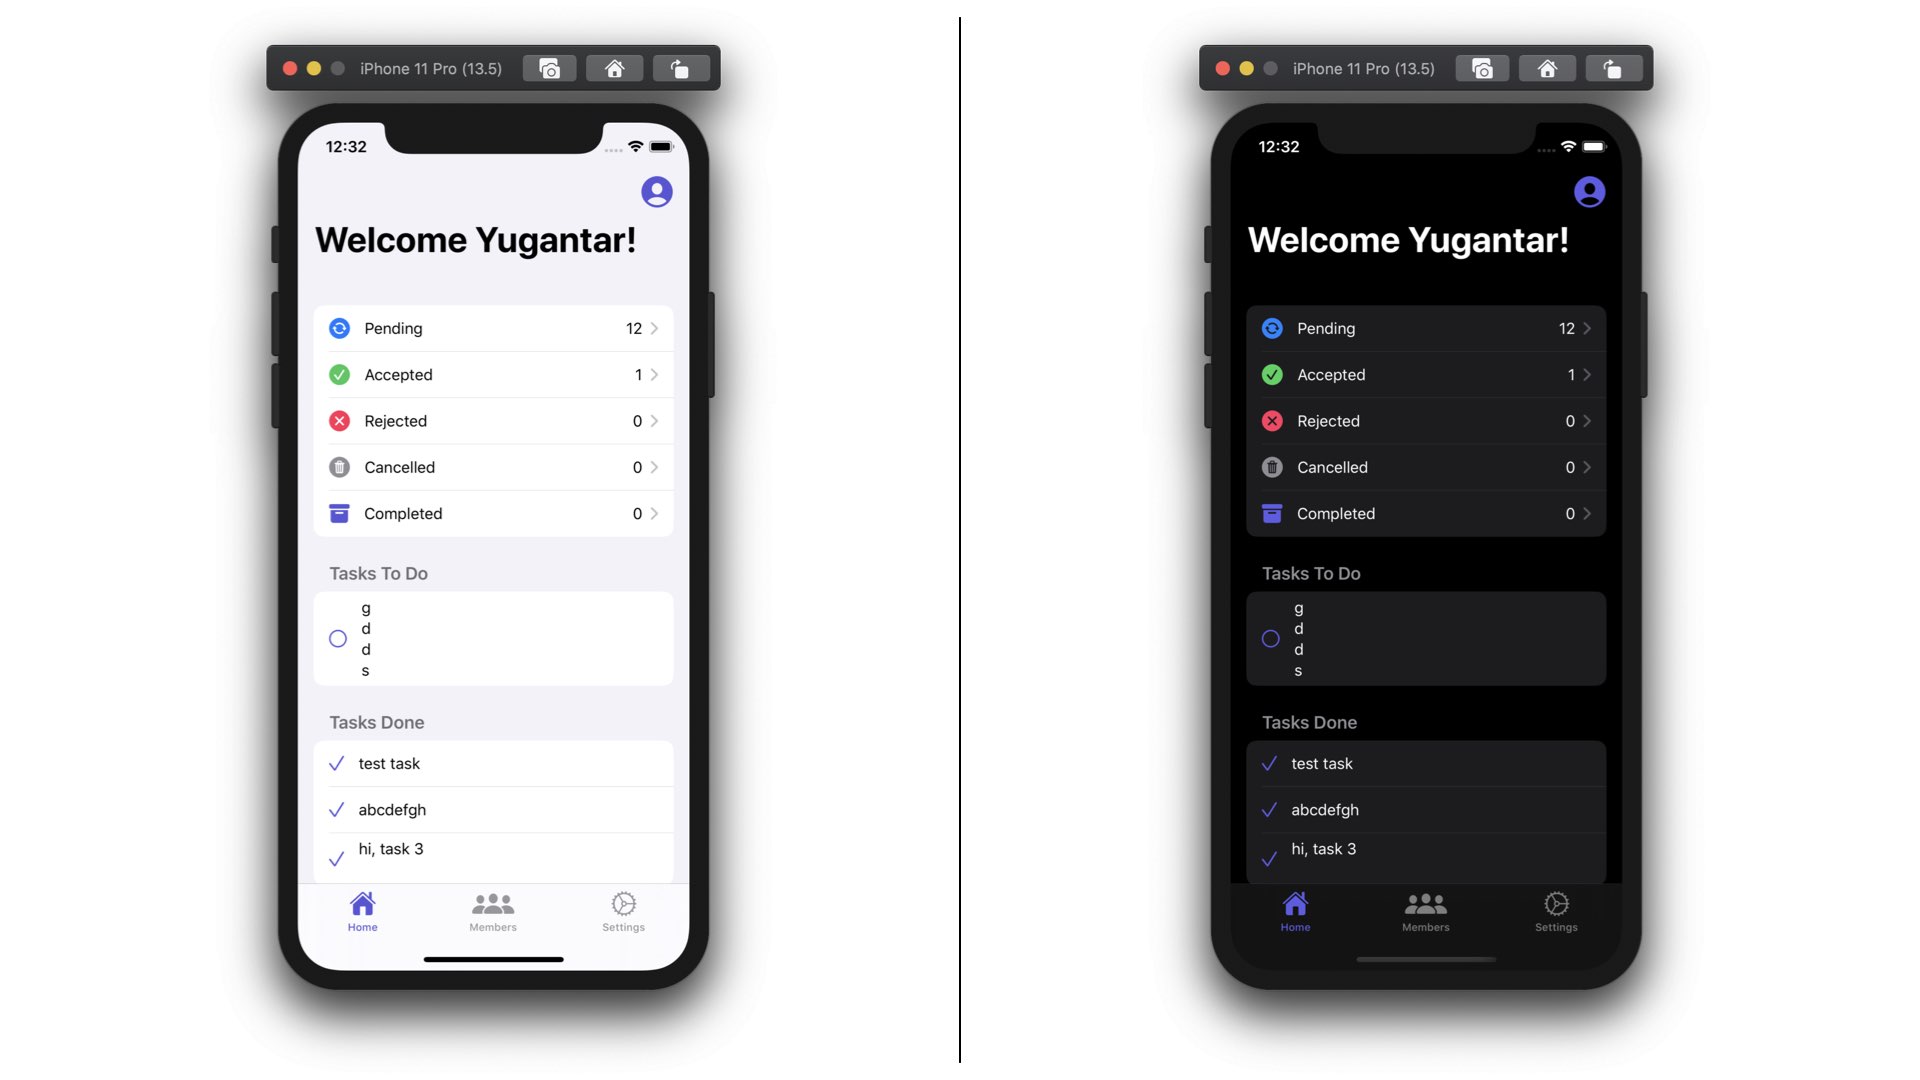 iPhone 11 Pro (13.5)
12:32
Welcome Yugantar!
Pending 12
Accepted 1
Rejected 0
Cancelled 0
Completed 0
Tasks To Do
g
d
d
s
Tasks Done
test task
abcdefgh
hi, task 3
Home Members Settings
iPhone 11 Pro (13.5)
12:32
Welcome Yugantar!
Pending 12
Accepted 1
Rejected 0
Cancelled 0
Completed 0
Tasks To Do
g
d
d
s
Tasks Done
test task
abcdefgh
hi, task 3
Home Members Settings